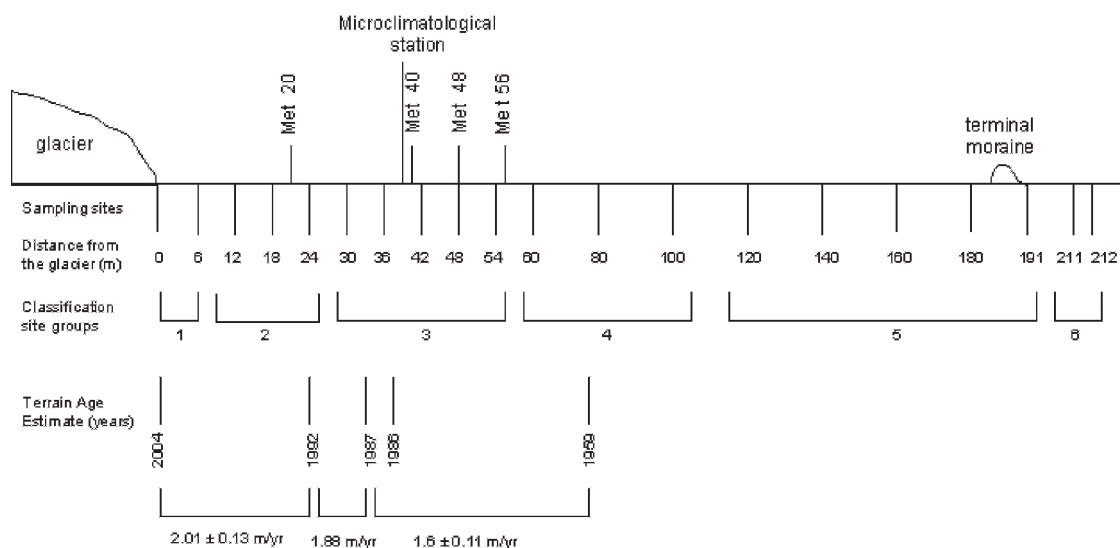 Microclimatological
station
Met 20
Met 40
Met 48
Met 56
glacier
terminal
moraine
Sampling sites
Distance from
the glacier (m)
0 6 12 18 24 30 36 42 48 54 60 80 100 120 140 160 180 191 211 212
Classification
site groups
1 2 3 4 5 6
Terrain Age
Estimate (years)
2004 1992 1987 1986 1959
2.01 ± 0.13 m/yr 1.88 m/yr 1.6 ± 0.11 m/yr